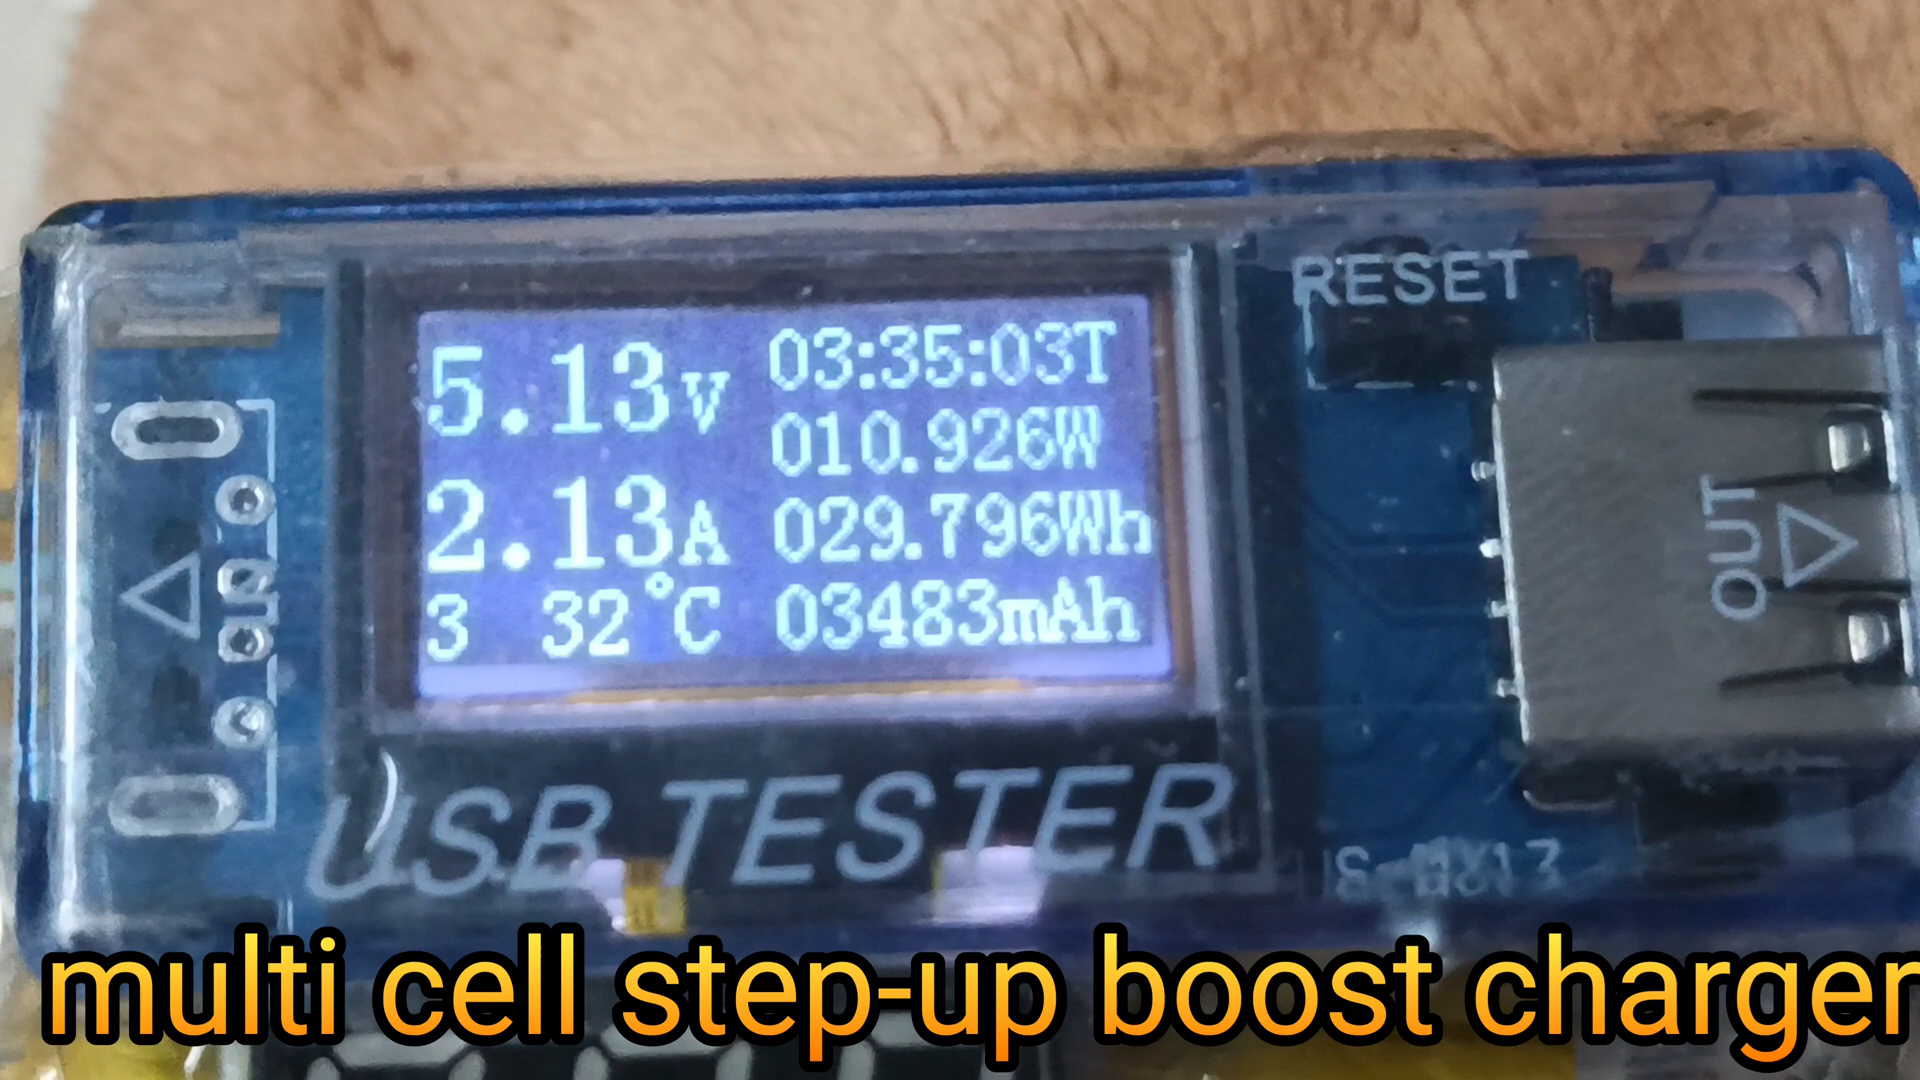 RESET
5.13V
03:35:03T
010.926W
2.13A
029.796Wh
3 32°C
03483mAh
OUT
USB TESTER
multi cell step-up boost charger